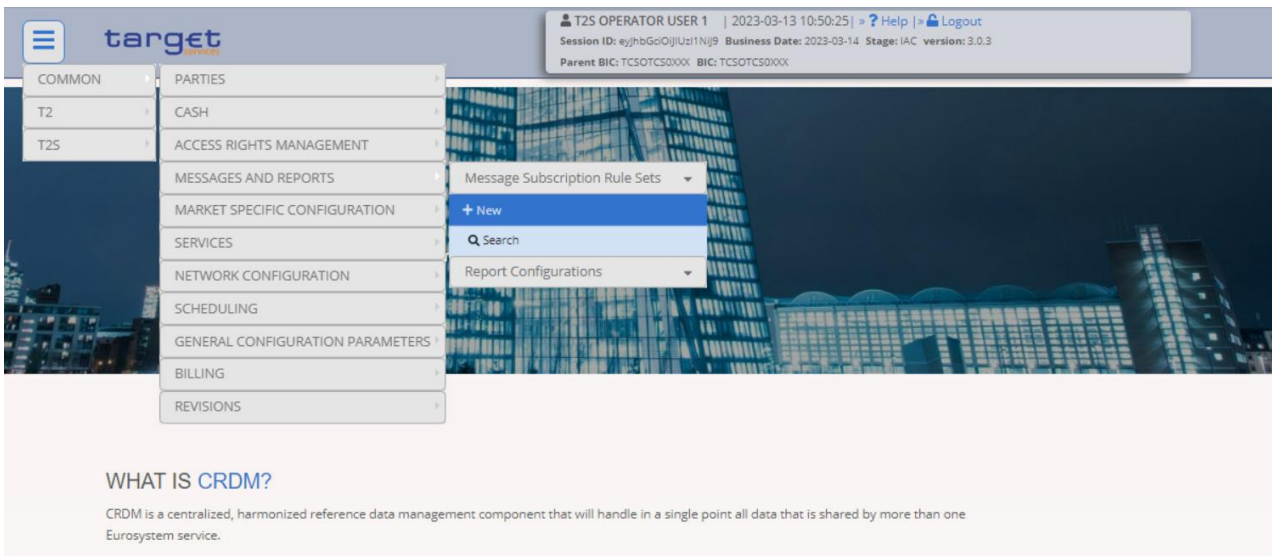 T2S OPERATOR USER 1 | 2023-03-13 10:50:25| » ? Help |» Logout
target
services
Session ID: eyJhbGciOiJIUzI1NiJ9 Business Date: 2023-03-14 Stage: IAC version: 3.0.3
Parent BIC: TCSOTCS0XXX BIC: TCSOTCS0XXX
COMMON
T2
T2S
PARTIES
CASH
ACCESS RIGHTS MANAGEMENT
MESSAGES AND REPORTS
MARKET SPECIFIC CONFIGURATION
SERVICES
NETWORK CONFIGURATION
SCHEDULING
GENERAL CONFIGURATION PARAMETERS
BILLING
REVISIONS
Message Subscription Rule Sets
+ New
Search
Report Configurations
WHAT IS CRDM?
CRDM is a centralized, harmonized reference data management component that will handle in a single point all data that is shared by more than one
Eurosystem service.